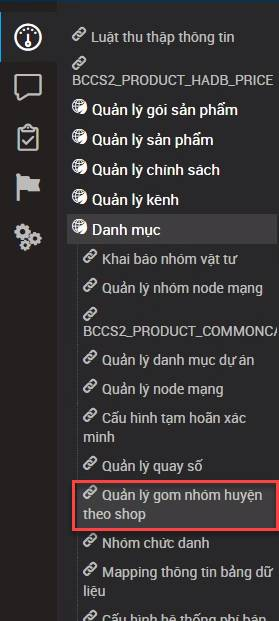 Luật thu thập thông tin
BCCS2_PRODUCT_HADB_PRICE
Quản lý gói sản phẩm
Quản lý sản phẩm
Quản lý chính sách
Quản lý kênh
Danh mục
Khai báo nhóm vật tư
Quản lý nhóm node mạng
BCCS2_PRODUCT_COMMONCA
Quản lý danh mục dự án
Quản lý node mạng
Cấu hình tạm hoãn xác
minh
Quản lý quay số
Quản lý gom nhóm huyện
theo shop
Nhóm chức danh
Mapping thông tin bảng dữ
liệu
Cấu hình hệ thống phí bán